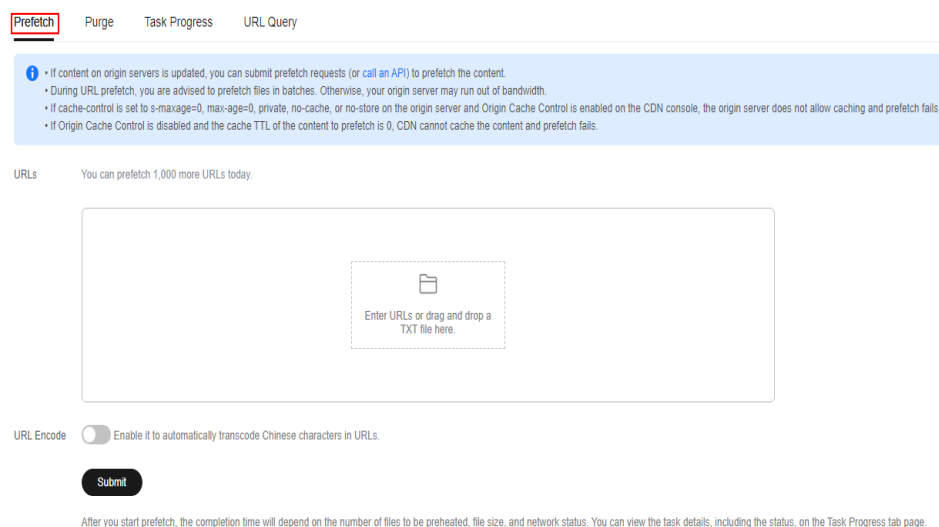 Prefetch Purge Task Progress URL Query
• If content on origin servers is updated, you can submit prefetch requests (or call an API) to prefetch the content.
• During URL prefetch, you are advised to prefetch files in batches. Otherwise, your origin server may run out of bandwidth.
• If cache-control is set to s-maxage=0, max-age=0, private, no-cache, or no-store on the origin server and Origin Cache Control is enabled on the CDN console, the origin server does not allow caching and prefetch fails
• If Origin Cache Control is disabled and the cache TTL of the content to prefetch is 0, CDN cannot cache the content and prefetch fails.
URLs You can prefetch 1,000 more URLs today.
Enter URLs or drag and drop a
TXT file here.
URL Encode Enable it to automatically transcode Chinese characters in URLs.
Submit
After you start prefetch, the completion time will depend on the number of files to be preheated, file size, and network status. You can view the task details, including the status, on the Task Progress tab page.